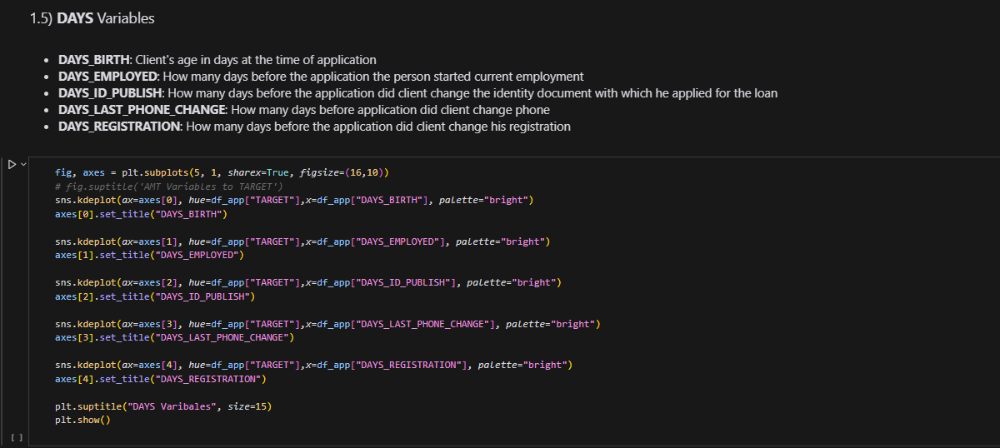 1.5) DAYS Variables
• DAYS_BIRTH: Client's age in days at the time of application
• DAYS_EMPLOYED: How many days before the application the person started current employment
• DAYS_ID_PUBLISH: How many days before the application did client change the identity document with which he applied for the loan
• DAYS_LAST_PHONE_CHANGE: How many days before application did client change phone
• DAYS_REGISTRATION: How many days before the application did client change his registration
fig, axes = plt.subplots(5, 1, sharex=True, figsize=(16,10))
# fig.suptitle('AMT Variables to TARGET')
sns.kdeplot(ax=axes[0], hue=df_app["TARGET"],x=df_app["DAYS_BIRTH"], palette="bright")
axes[0].set_title("DAYS_BIRTH")
sns.kdeplot(ax=axes[1], hue=df_app["TARGET"],x=df_app["DAYS_EMPLOYED"], palette="bright")
axes[1].set_title("DAYS_EMPLOYED")
sns.kdeplot(ax=axes[2], hue=df_app["TARGET"],x=df_app["DAYS_ID_PUBLISH"], palette="bright")
axes[2].set_title("DAYS_ID_PUBLISH")
sns.kdeplot(ax=axes[3], hue=df_app["TARGET"],x=df_app["DAYS_LAST_PHONE_CHANGE"], palette="bright")
axes[3].set_title("DAYS_LAST_PHONE_CHANGE")
sns.kdeplot(ax=axes[4], hue=df_app["TARGET"],x=df_app["DAYS_REGISTRATION"], palette="bright")
axes[4].set_title("DAYS_REGISTRATION")
plt.suptitle("DAYS Varibales", size=15)
plt.show()
[ ]